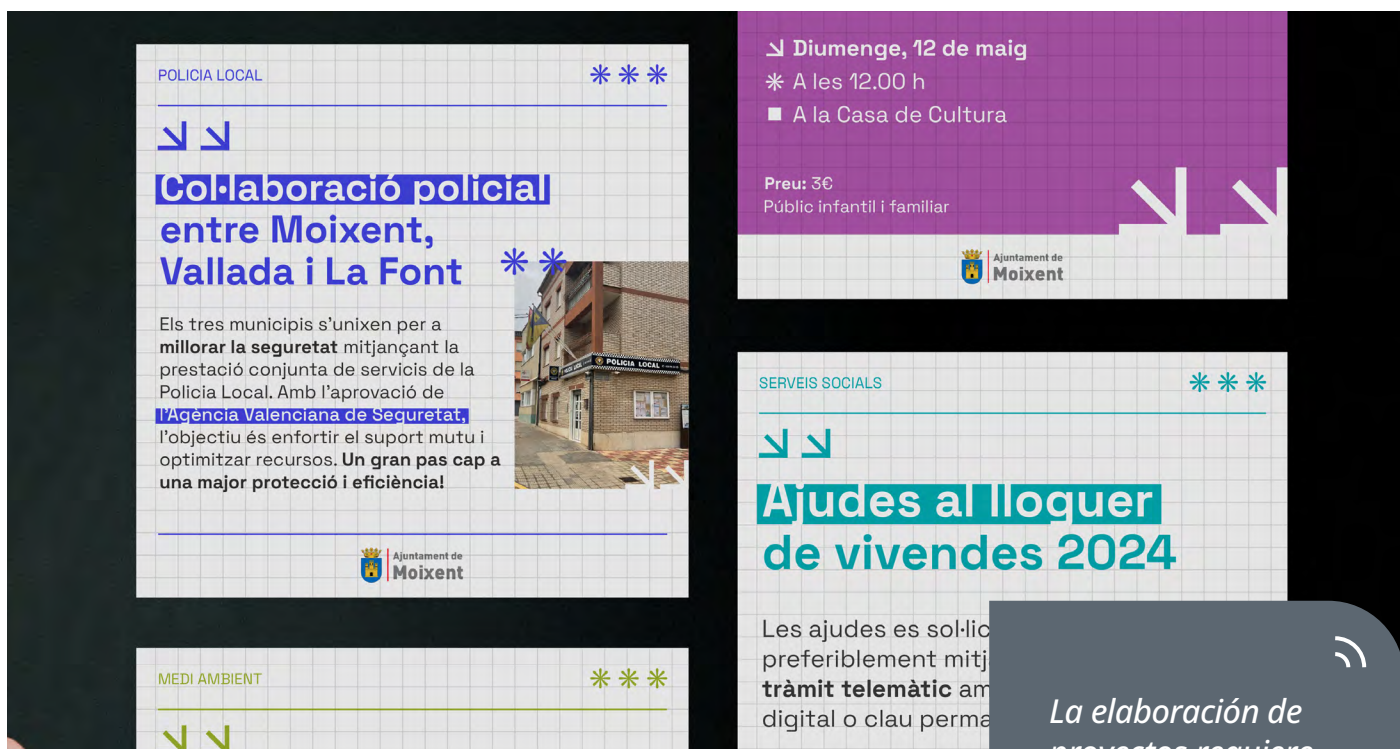 POLICIA LOCAL
Col·laboració policial
entre Moixent,
Vallada i La Font
Els tres municipis s'unixen per a
millorar la seguretat mitjançant la
prestació conjunta de servicis de la
Policia Local. Amb l'aprovació de
l'Agència Valenciana de Seguretat,
l'objectiu és enfortir el suport mutu i
optimitzar recursos. Un gran pas cap a
una major protecció i eficiència!
POLICIA LOCAL
Ajuntament de
Moixent
MEDI AMBIENT
Diumenge, 12 de maig
A les 12.00 h
A la Casa de Cultura
Preu: 3€
Públic infantil i familiar
Ajuntament de
Moixent
SERVEIS SOCIALS
Ajudes al lloguer
de vivendes 2024
Les ajudes es sol·lic
preferiblement mitj
tràmit telemàtic am
digital o clau perma
La elaboración de
proyectos requiere